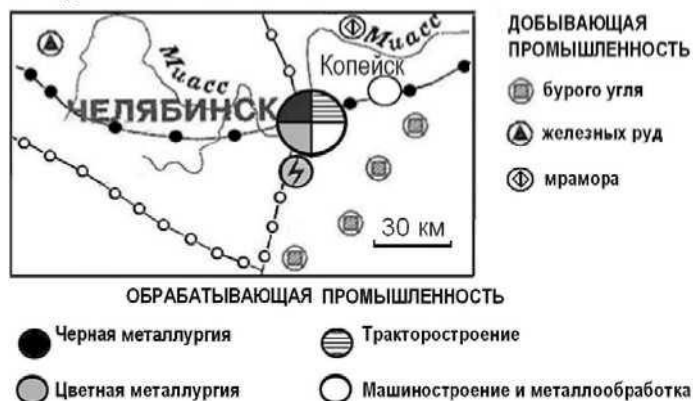 Миасс
Миасс
Копейск
ЧЕЛЯБИНСК
30 км
ДОБЫВАЮЩАЯ
ПРОМЫШЛЕННОСТЬ
бурого угля
железных руд
мрамора
ОБРАБАТЫВАЮЩАЯ ПРОМЫШЛЕННОСТЬ
Черная металлургия
Тракторостроение
Цветная металлургия
Машиностроение и металлообработка